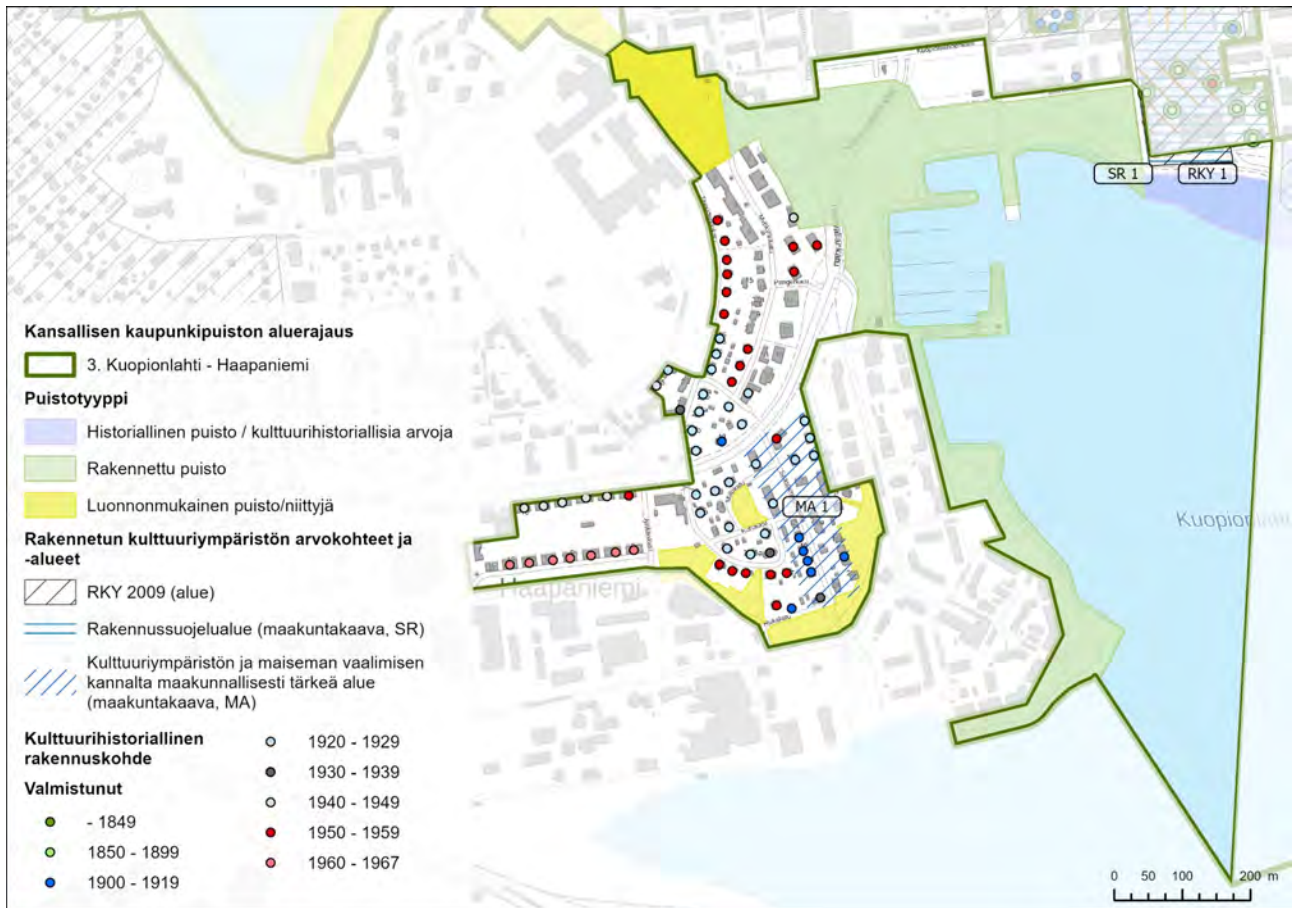 SR 1
RKY 1
MA 1
Haapaniemi
Kansallisen kaupunkipuiston aluerajaus
3. Kuopionlahti - Haapaniemi
Puistotyyppi
Historiallinen puisto / kulttuurihistoriallisia arvoja
Rakennettu puisto
Luonnonmukainen puisto/niittyjä
Rakennetun kulttuuriympäristön arvokohteet ja
-alueet
RKY 2009 (alue)
Rakennussuojelualue (maakuntakaava, SR)
Kulttuuriympäristön ja maiseman vaalimisen
kannalta maakunnallisesti tärkeä alue
(maakuntakaava, MA)
Kulttuurihistoriallinen
rakennuskohde
Valmistunut
- 1849
1850 - 1899
1900 - 1919
1920 - 1929
1930 - 1939
1940 - 1949
1950 - 1959
1960 - 1967
0 50 100 200 m